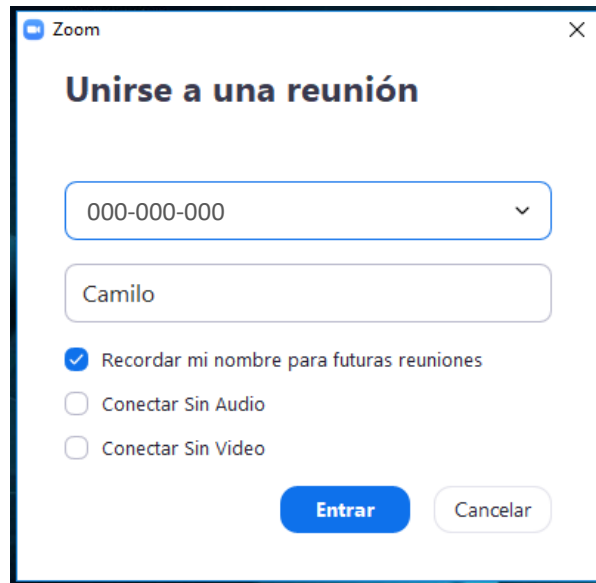 Zoom
Unirse a una reunión
000-000-000
Camilo
Recordar mi nombre para futuras reuniones
Conectar Sin Audio
Conectar Sin Video
Entrar Cancelar